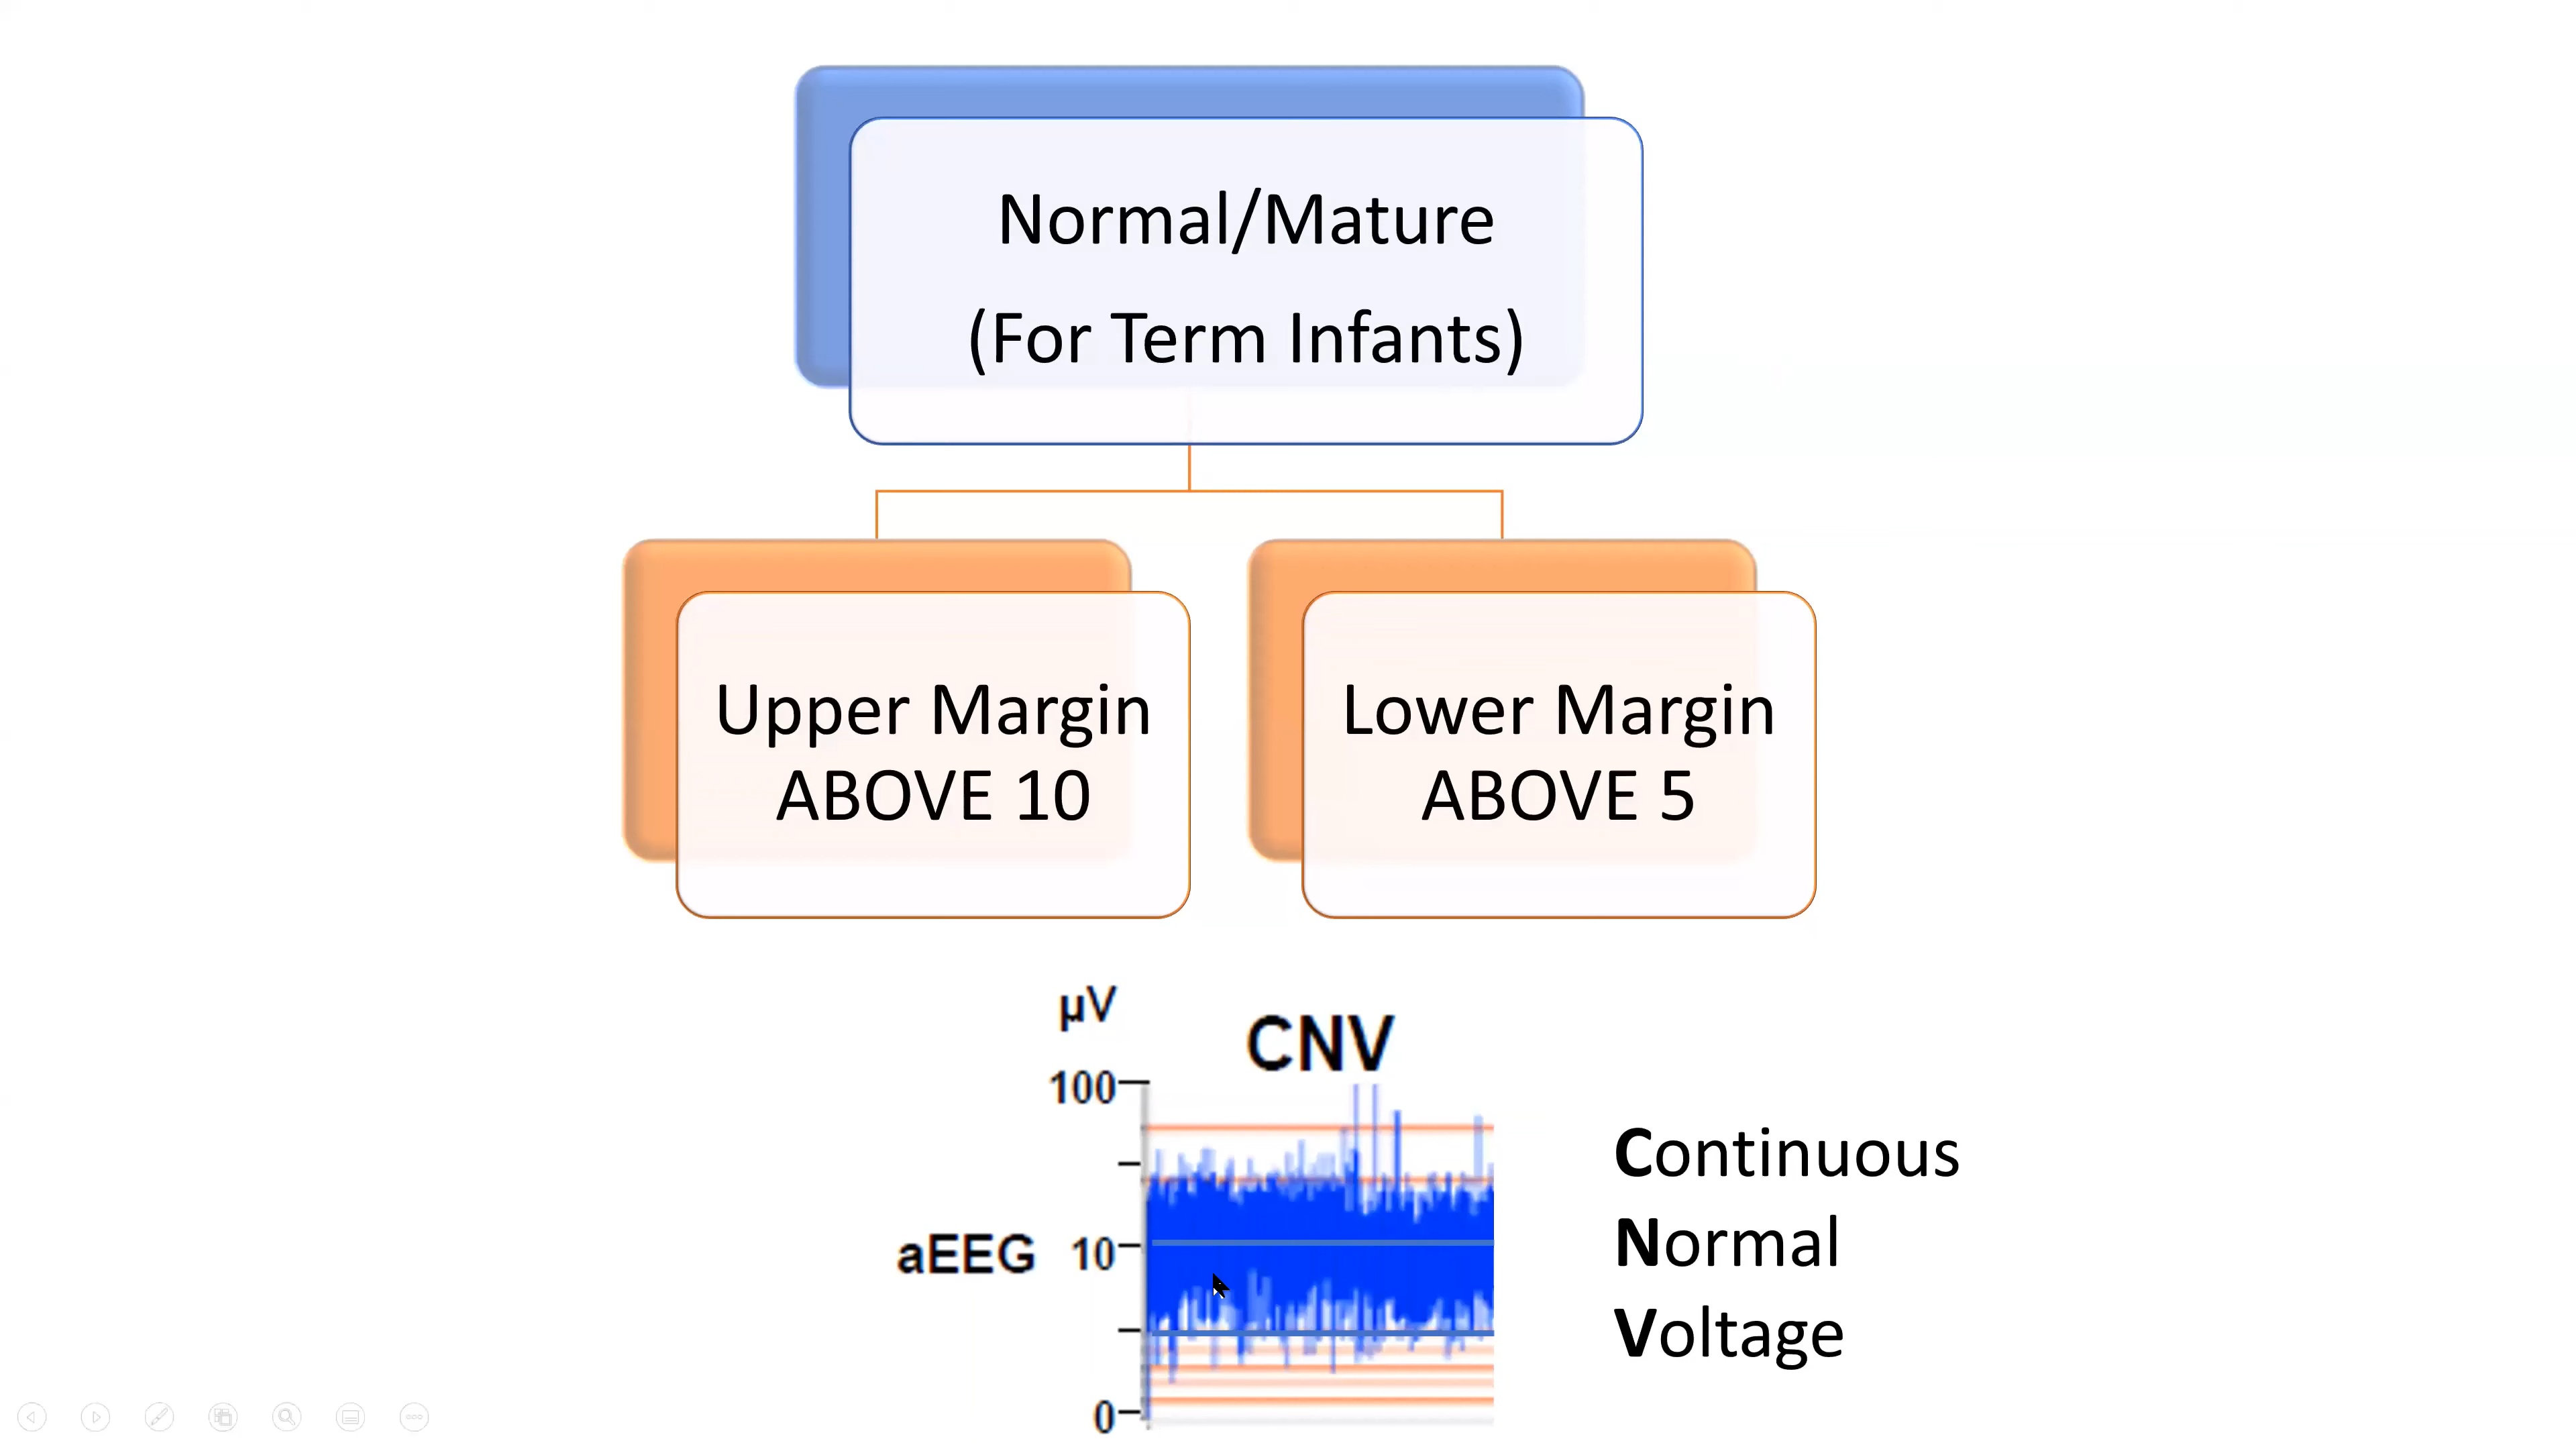 Normal/Mature
(For Term Infants)
Upper Margin
ABOVE 10
Lower Margin
ABOVE 5
µV
CNV
100
aEEG 10
0
Continuous
Normal
Voltage